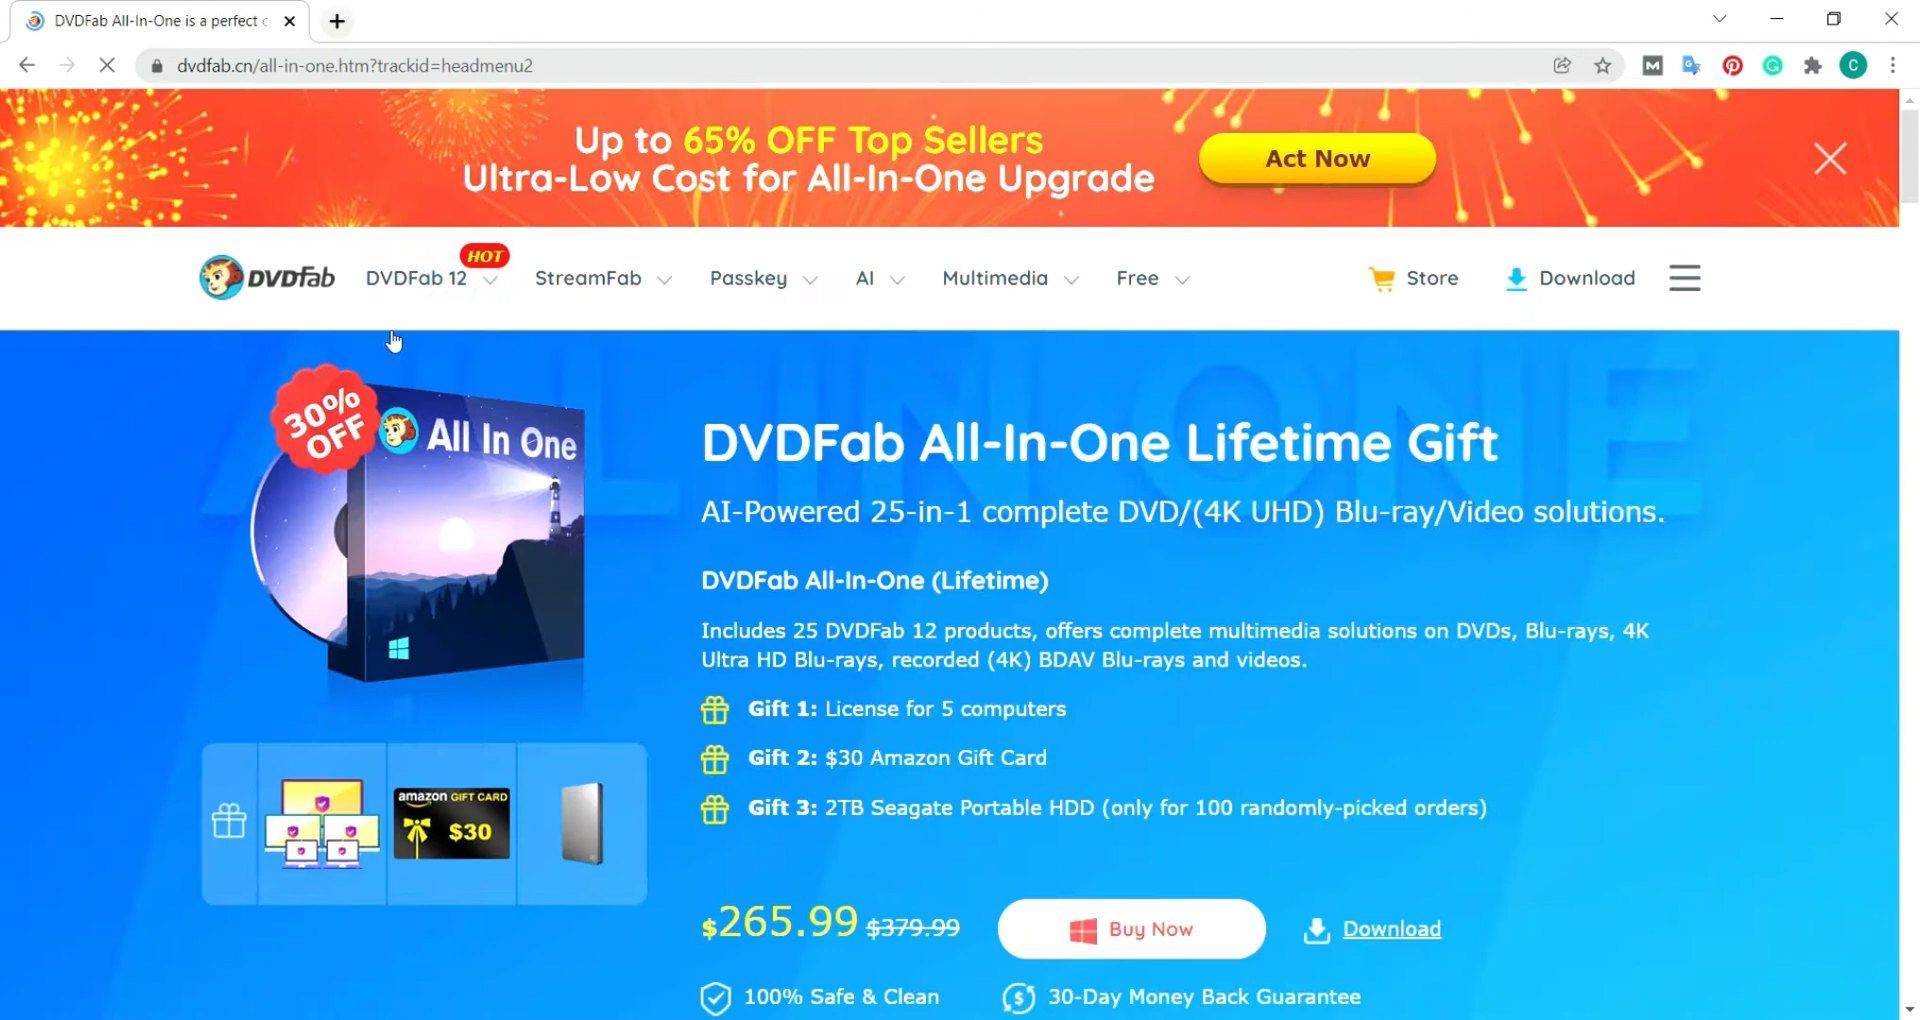 DVDFab All-In-One is a perfect c
dvdfab.cn/all-in-one.htm?trackid=headmenu2
M
C
Up to 65% OFF Top Sellers
Ultra-Low Cost for All-In-One Upgrade
Act Now
DVDFab
DVDFab 12
HOT
StreamFab
Passkey
AI
Multimedia
Free
Store
Download
ALL IN ONE
30%
OFF
All In One
DVDFab All-In-One Lifetime Gift
AI-Powered 25-in-1 complete DVD/(4K UHD) Blu-ray/Video solutions.
DVDFab All-In-One (Lifetime)
Includes 25 DVDFab 12 products, offers complete multimedia solutions on DVDs, Blu-rays, 4K
Ultra HD Blu-rays, recorded (4K) BDAV Blu-rays and videos.
Gift 1: License for 5 computers
Gift 2: $30 Amazon Gift Card
Gift 3: 2TB Seagate Portable HDD (only for 100 randomly-picked orders)
amazon GIFT CARD
$30
$265.99 $379.99
Buy Now
Download
100% Safe & Clean
30-Day Money Back Guarantee